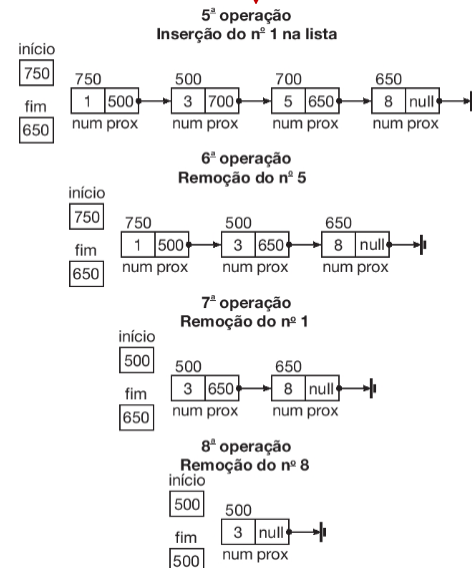 5ª operação
Inserção do nº 1 na lista
início
750
fim
650
750 500 700 650
1 500 3 700 5 650 8 null
num prox num prox num prox num prox
6ª operação
Remoção do nº 5
início
750
fim
650
750 500 650
1 500 3 650 8 null
num prox num prox num prox
7ª operação
Remoção do nº 1
início
500
fim
650
500 650
3 650 8 null
num prox num prox
8ª operação
Remoção do nº 8
início
500
fim
500
500
3 null
num prox